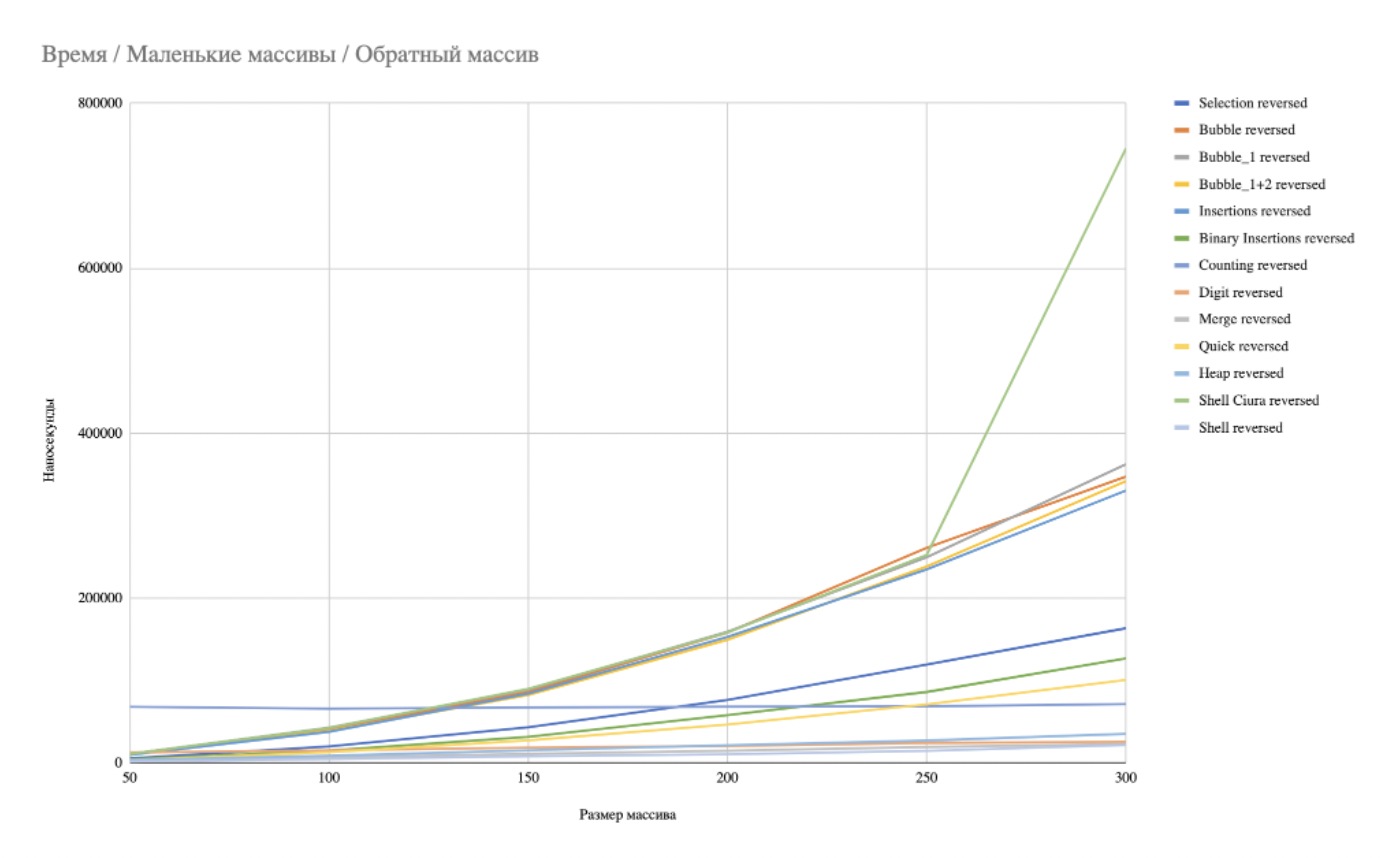 Время / Маленькие массивы / Обратный массив
800000
600000
400000
200000
0
Наносекунды
50
100
150
200
250
300
Размер массива
Selection reversed
Bubble reversed
Bubble_1 reversed
Bubble_1+2 reversed
Insertions reversed
Binary Insertions reversed
Counting reversed
Digit reversed
Merge reversed
Quick reversed
Heap reversed
Shell Ciura reversed
Shell reversed